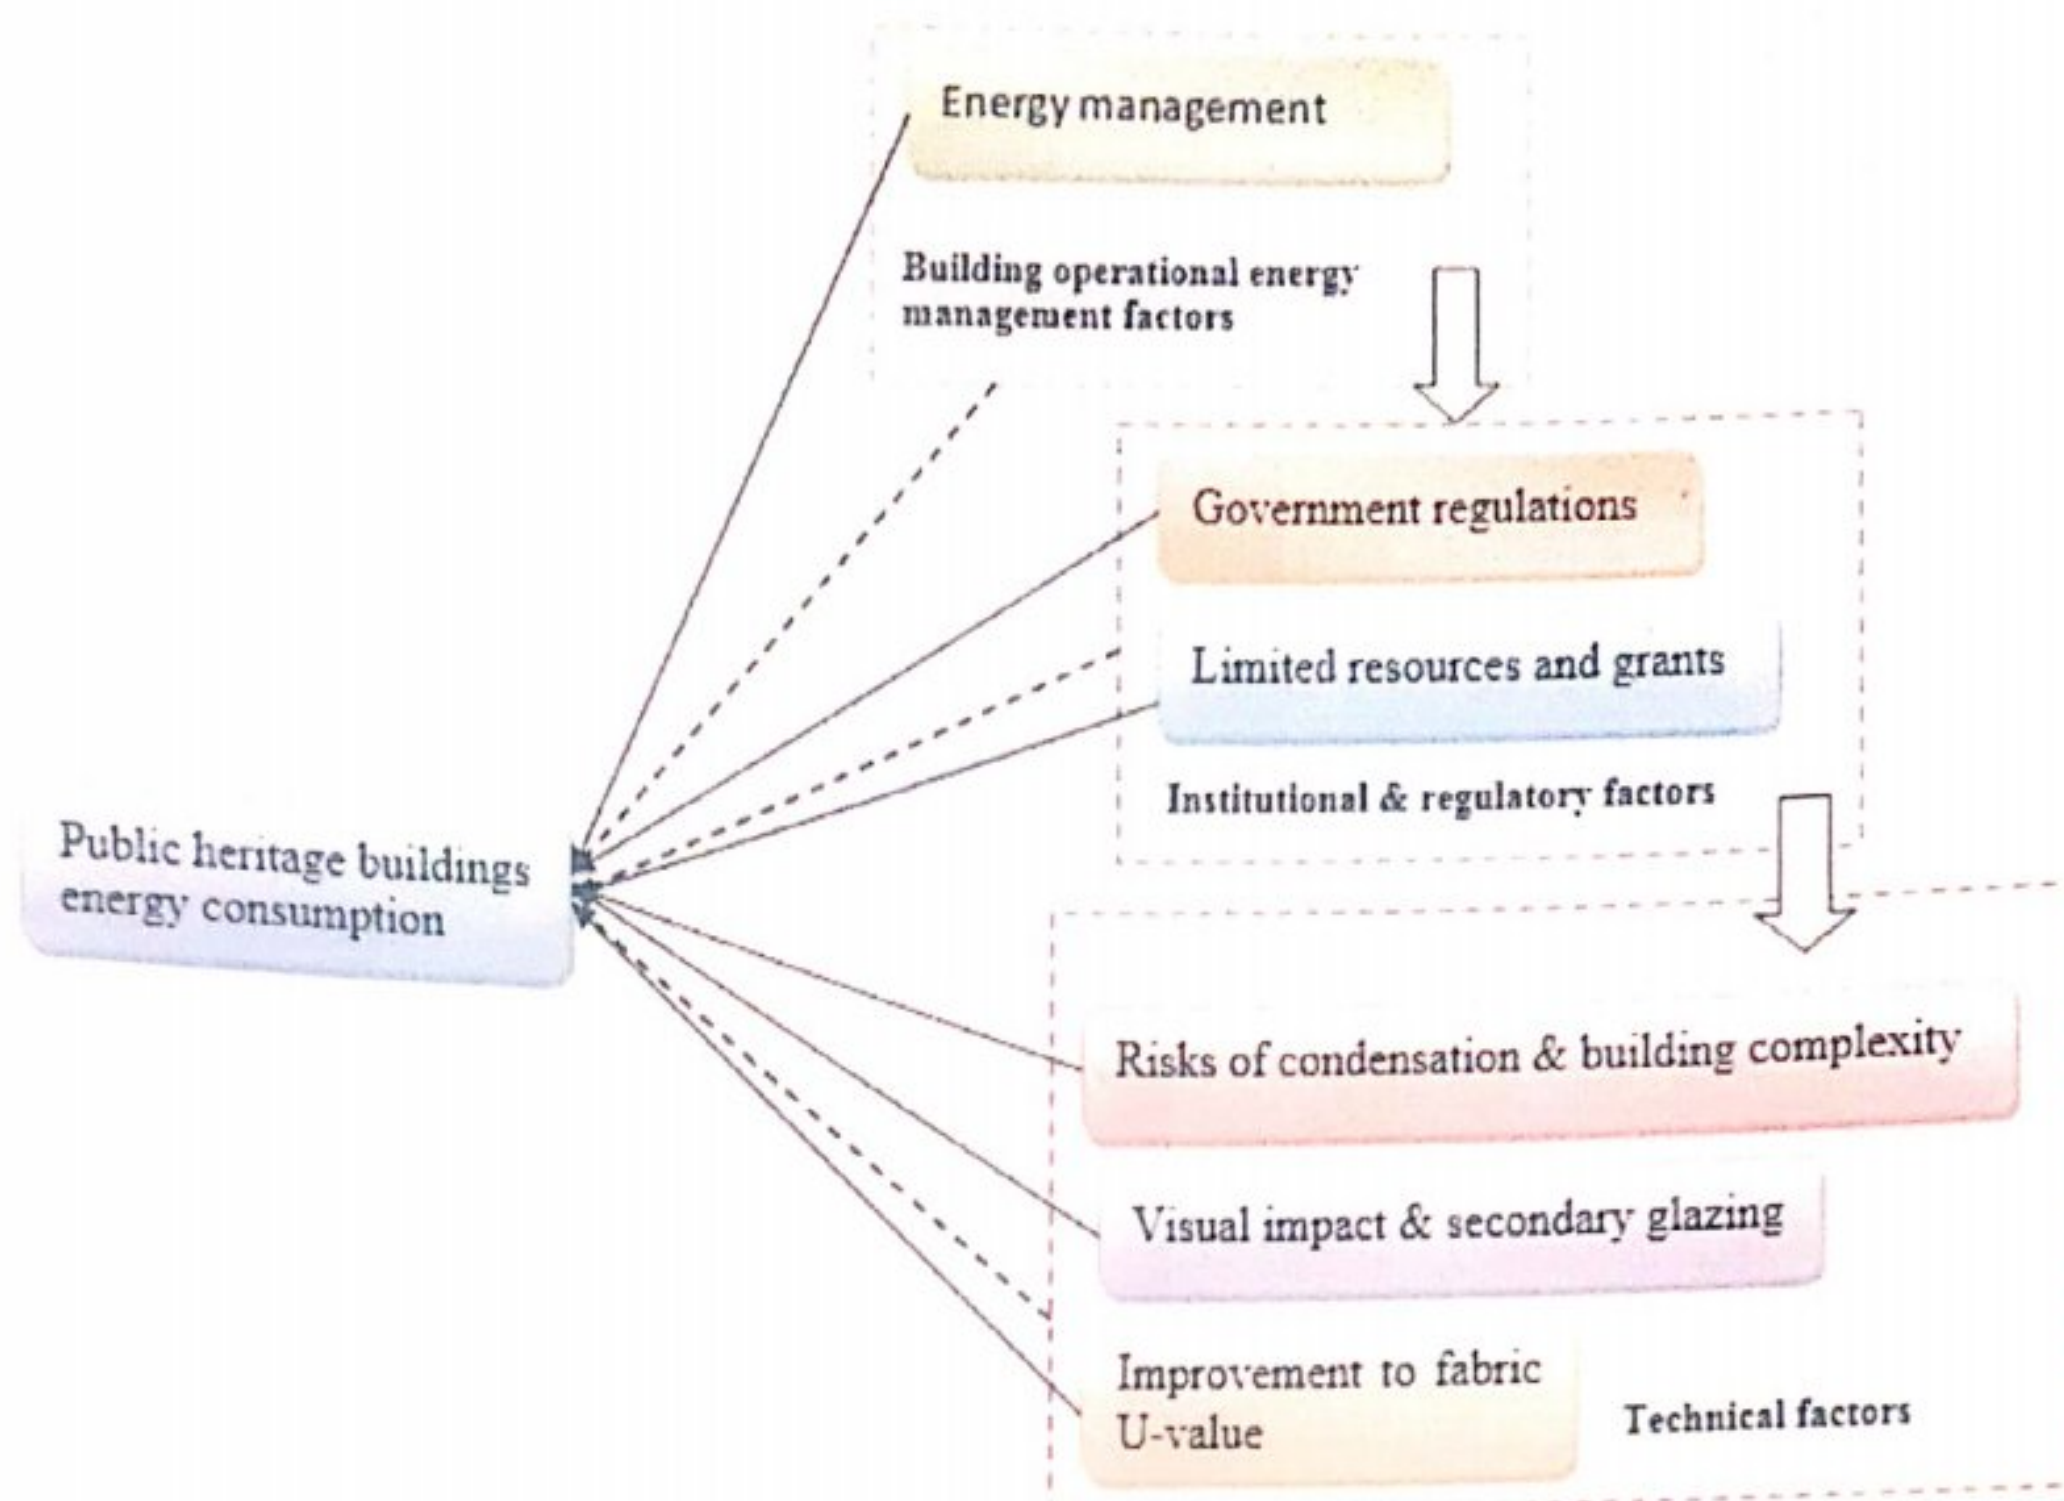 Energy management
Building operational energy
management factors
Government regulations
Limited resources and grants
Institutional & regulatory factors
Public heritage buildings
energy consumption
Risks of condensation & building complexity
Visual impact & secondary glazing
Improvement to fabric
U-value
Technical factors